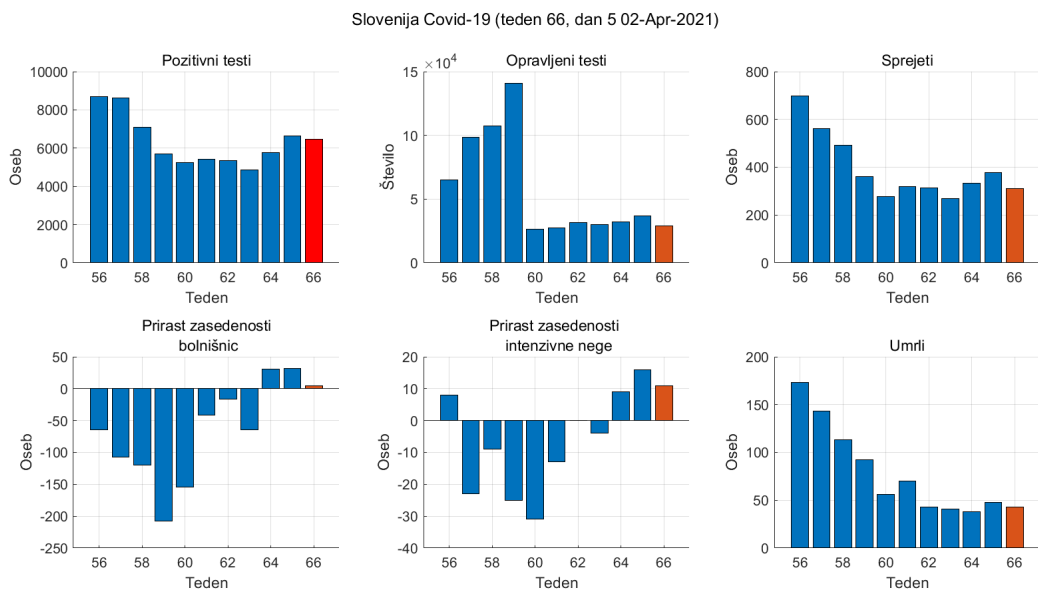 Slovenija Covid-19 (teden 66, dan 5 02-Apr-2021)
Pozitivni testi
10000
8000
6000
4000
2000
0
Oseb
56 58 60 62 64 66
Teden
Opravljeni testi
×10⁴
15
10
5
0
Število
56 58 60 62 64 66
Teden
Sprejeti
800
600
400
200
0
Oseb
56 58 60 62 64 66
Teden
Prirast zasedenosti
bolnišnic
50
0
-50
-100
-150
-200
-250
Oseb
56 58 60 62 64 66
Teden
Prirast zasedenosti
intenzivne nege
20
10
0
-10
-20
-30
-40
Oseb
56 58 60 62 64 66
Teden
Umrli
200
150
100
50
0
Oseb
56 58 60 62 64 66
Teden